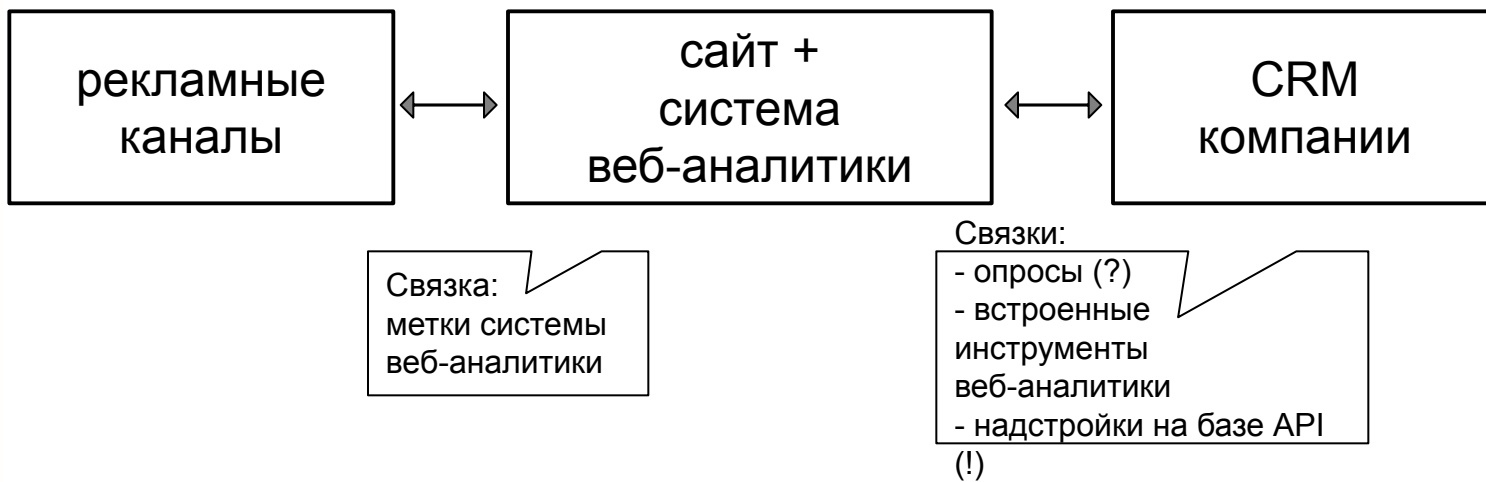 рекламные
каналы
сайт +
система
веб-аналитики
CRM
компании
Связка:
метки системы
веб-аналитики
Связки:
- опросы (?)
- встроенные
инструменты
веб-аналитики
- надстройки на базе API
(!)